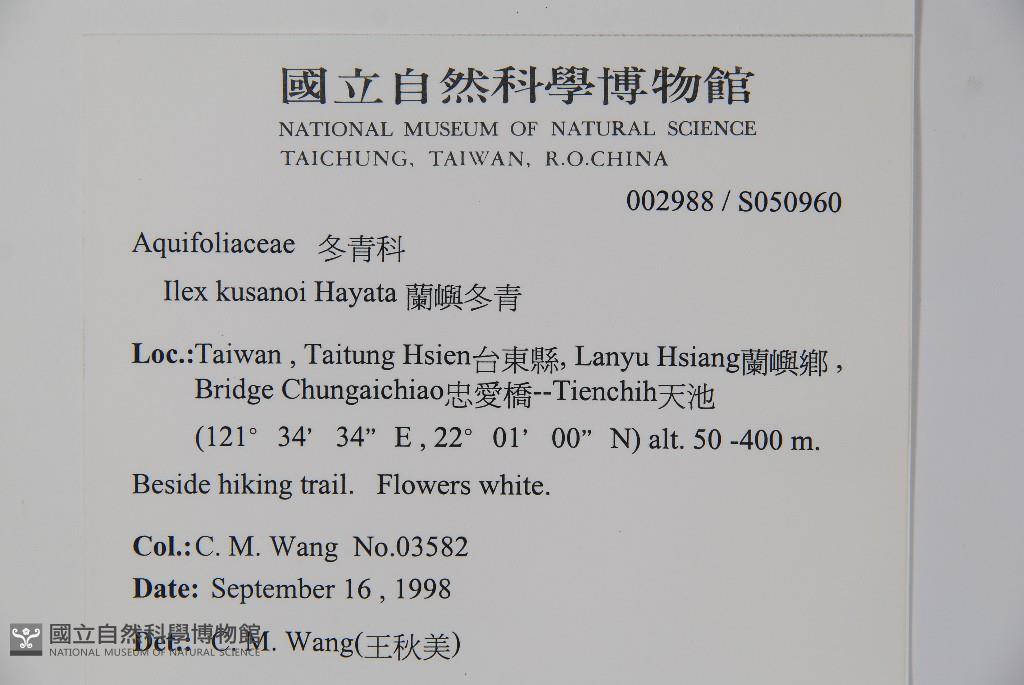 國立自然科學博物館
NATIONAL MUSEUM OF NATURAL SCIENCE
TAICHUNG, TAIWAN, R.O.CHINA
002988 / S050960
Aquifoliaceae 冬青科
Ilex kusanoi Hayata 蘭嶼冬青
Loc.:Taiwan , Taitung Hsien台東縣, Lanyu Hsiang蘭嶼鄉 ,
Bridge Chungaichiao忠愛橋--Tienchih天池
(121° 34’ 34” E , 22° 01’ 00” N) alt. 50 -400 m.
Beside hiking trail. Flowers white.
Col.:C. M. Wang No.03582
Date: September 16 , 1998
Det.: C. M. Wang(王秋美)
國立自然科學博物館
NATIONAL MUSEUM OF NATURAL SCIENCE